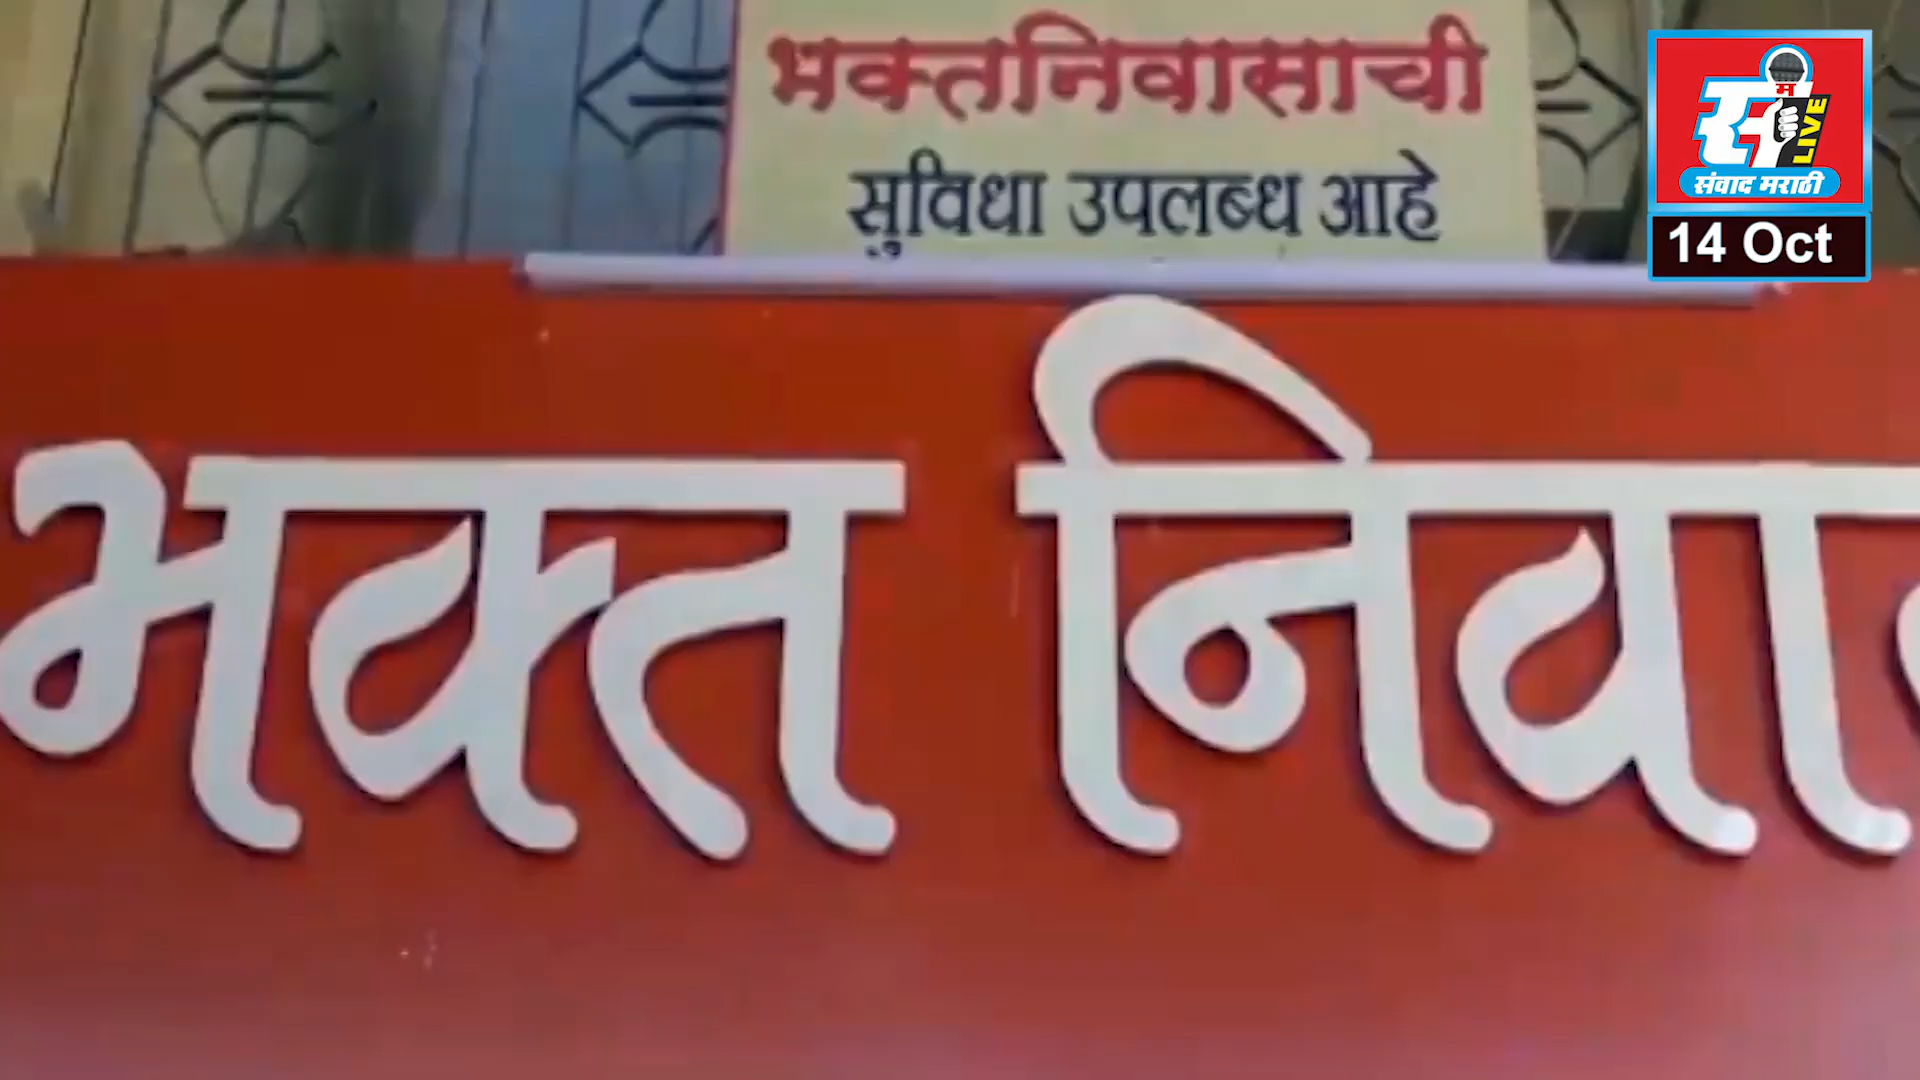 भक्तनिवासाची
सुविधा उपलब्ध आहे
म
LIVE
संवाद मराठी
14 Oct
भक्त निवा